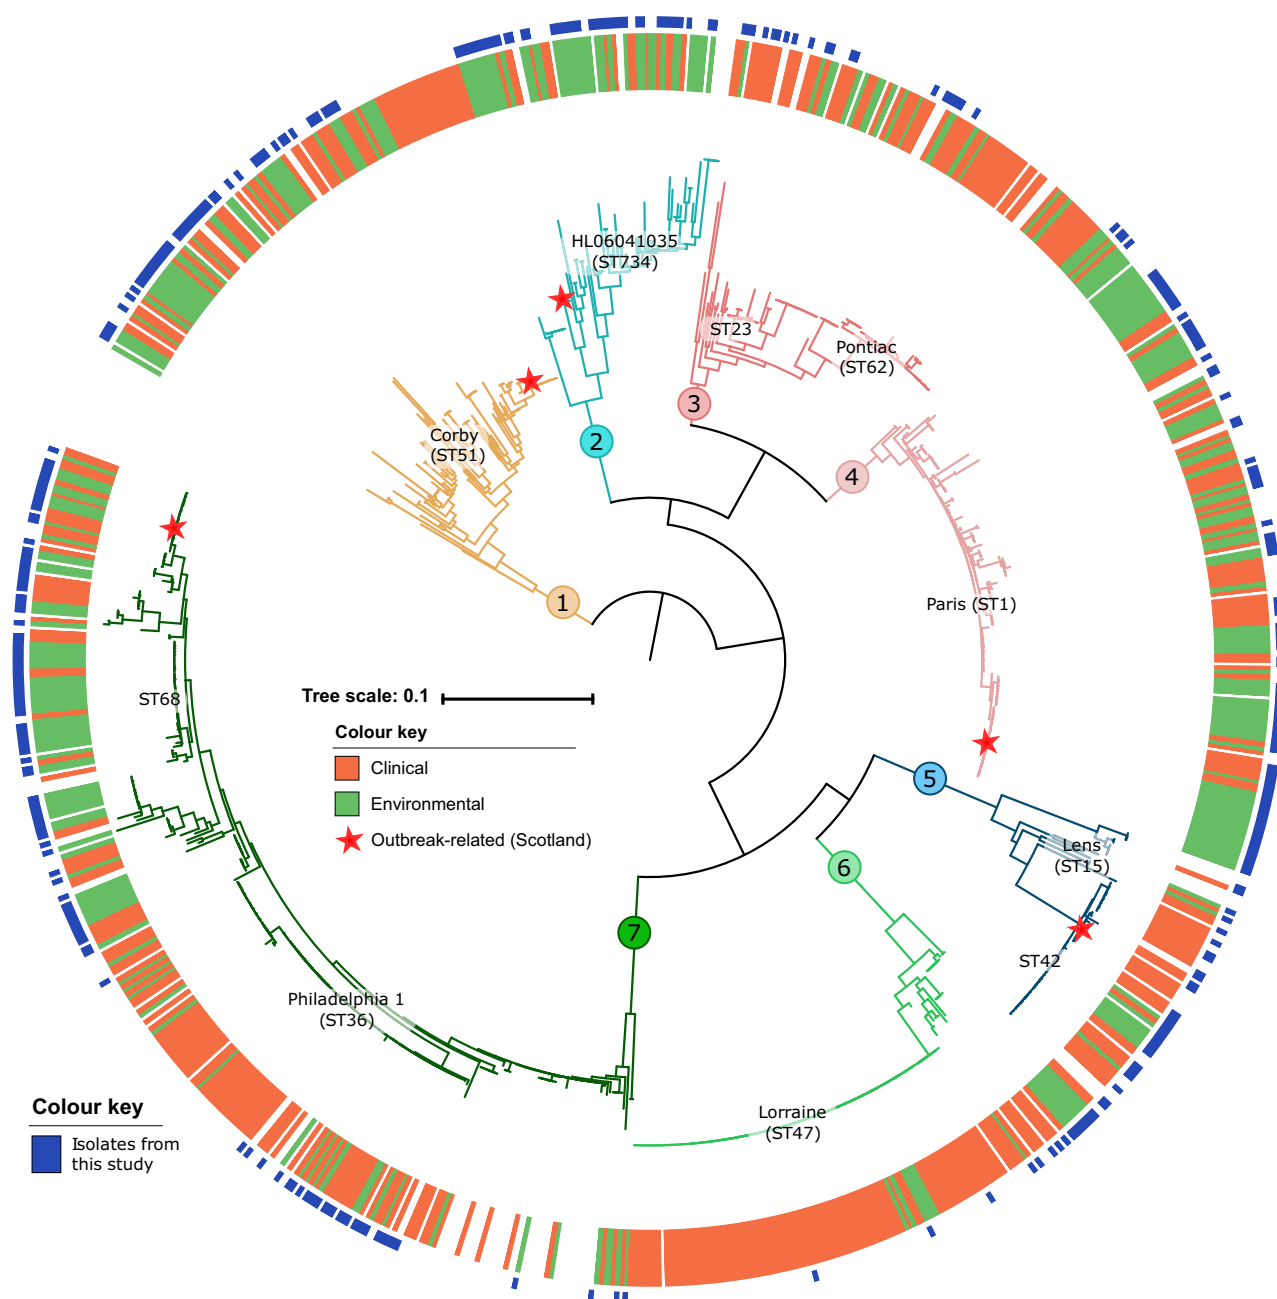 HL06041035
(ST734)
ST23
Pontiac
(ST62)
3
Corby
(ST51)
2
4
1
Paris (ST1)
ST68
Tree scale: 0.1
Colour key
Clinical
Environmental
Outbreak-related (Scotland)
5
Lens
(ST15)
6
7
ST42
Philadelphia 1
(ST36)
Lorraine
(ST47)
Colour key
Isolates from
this study